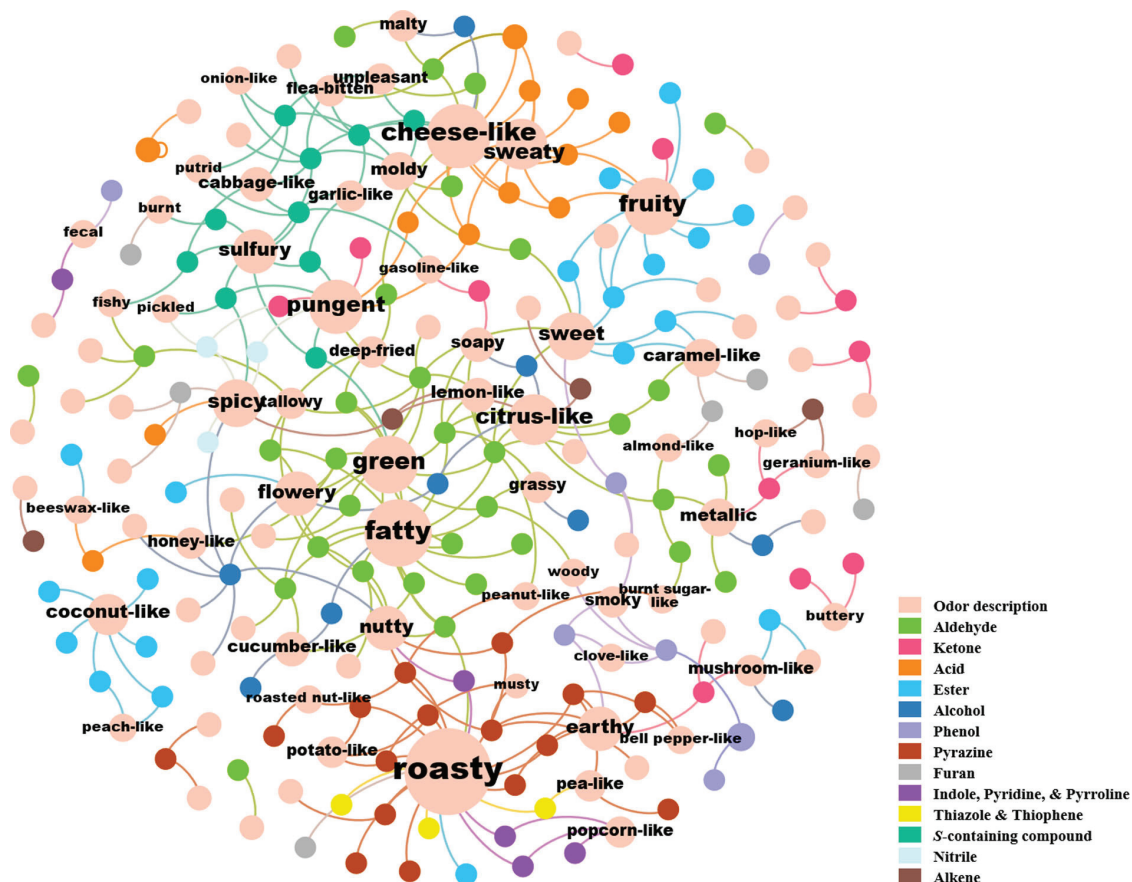 malty
onion-like
flea-bitten
unpleasant
cheese-like
sweaty
putrid
cabbage-like
moldy
garlic-like
fruity
burnt
fecal
sulfury
gasoline-like
fishy
pickled
pungent
sweet
deep-fried
soapy
caramel-like
spicy
tallowy
lemon-like
citrus-like
almond-like
hop-like
geranium-like
green
flowery
grassy
beeswax-like
metallic
honey-like
fatty
woody
coconut-like
peanut-like
smoky
burnt sugar-
like
buttery
nutty
cucumber-like
clove-like
mushroom-like
roasted nut-like
musty
peach-like
potato-like
earthy
bell pepper-like
roasty
pea-like
popcorn-like
Odor description
Aldehyde
Ketone
Acid
Ester
Alcohol
Phenol
Pyrazine
Furan
Indole, Pyridine, & Pyrroline
Thiazole & Thiophene
S-containing compound
Nitrile
Alkene